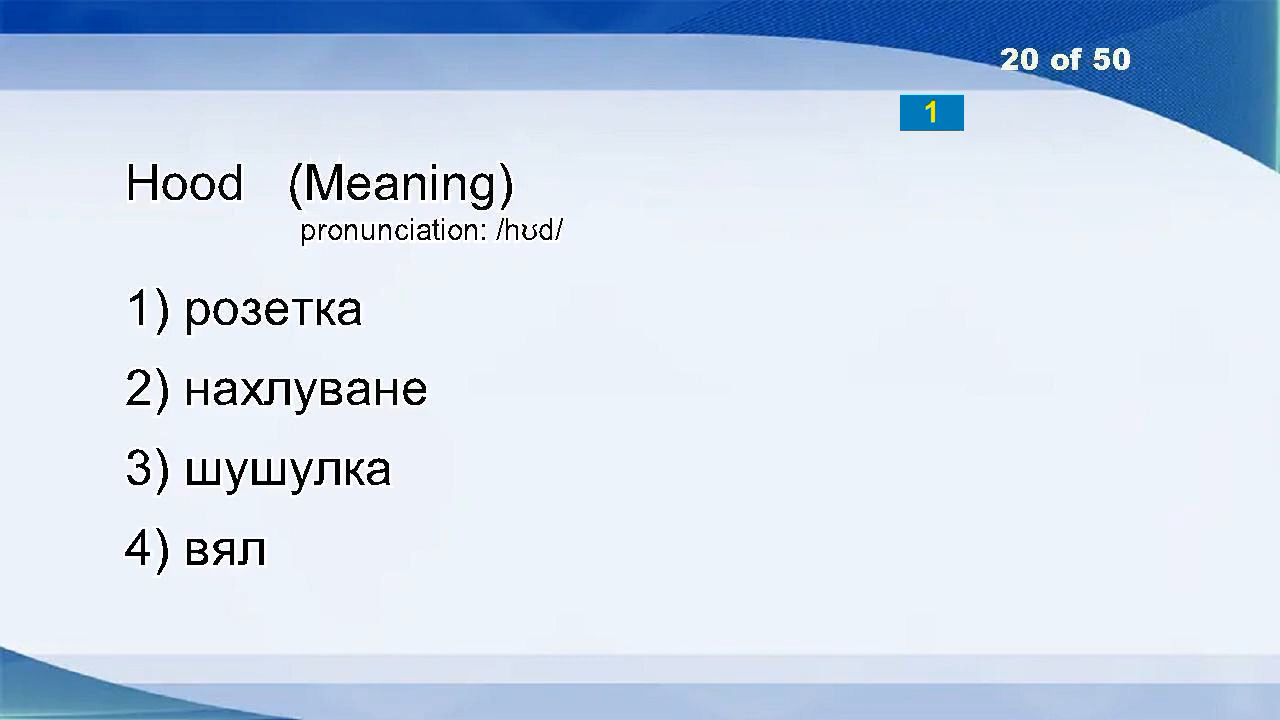 20 of 50
1
Hood (Meaning)
pronunciation: /hʊd/
1) розетка
2) нахлуване
3) шушулка
4) вял